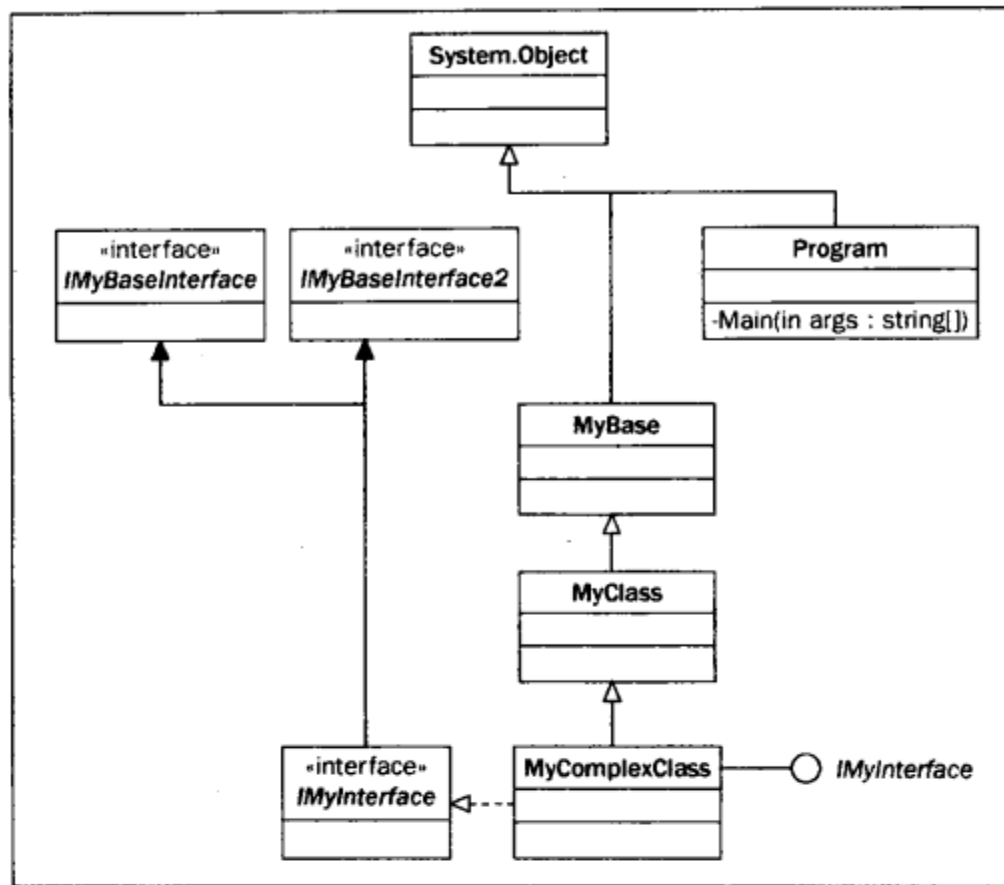 System.Object
«interface»
IMyBaseInterface
«interface»
IMyBaseInterface2
Program
-Main(in args : string[])
MyBase
MyClass
«interface»
IMyInterface
MyComplexClass
IMyInterface